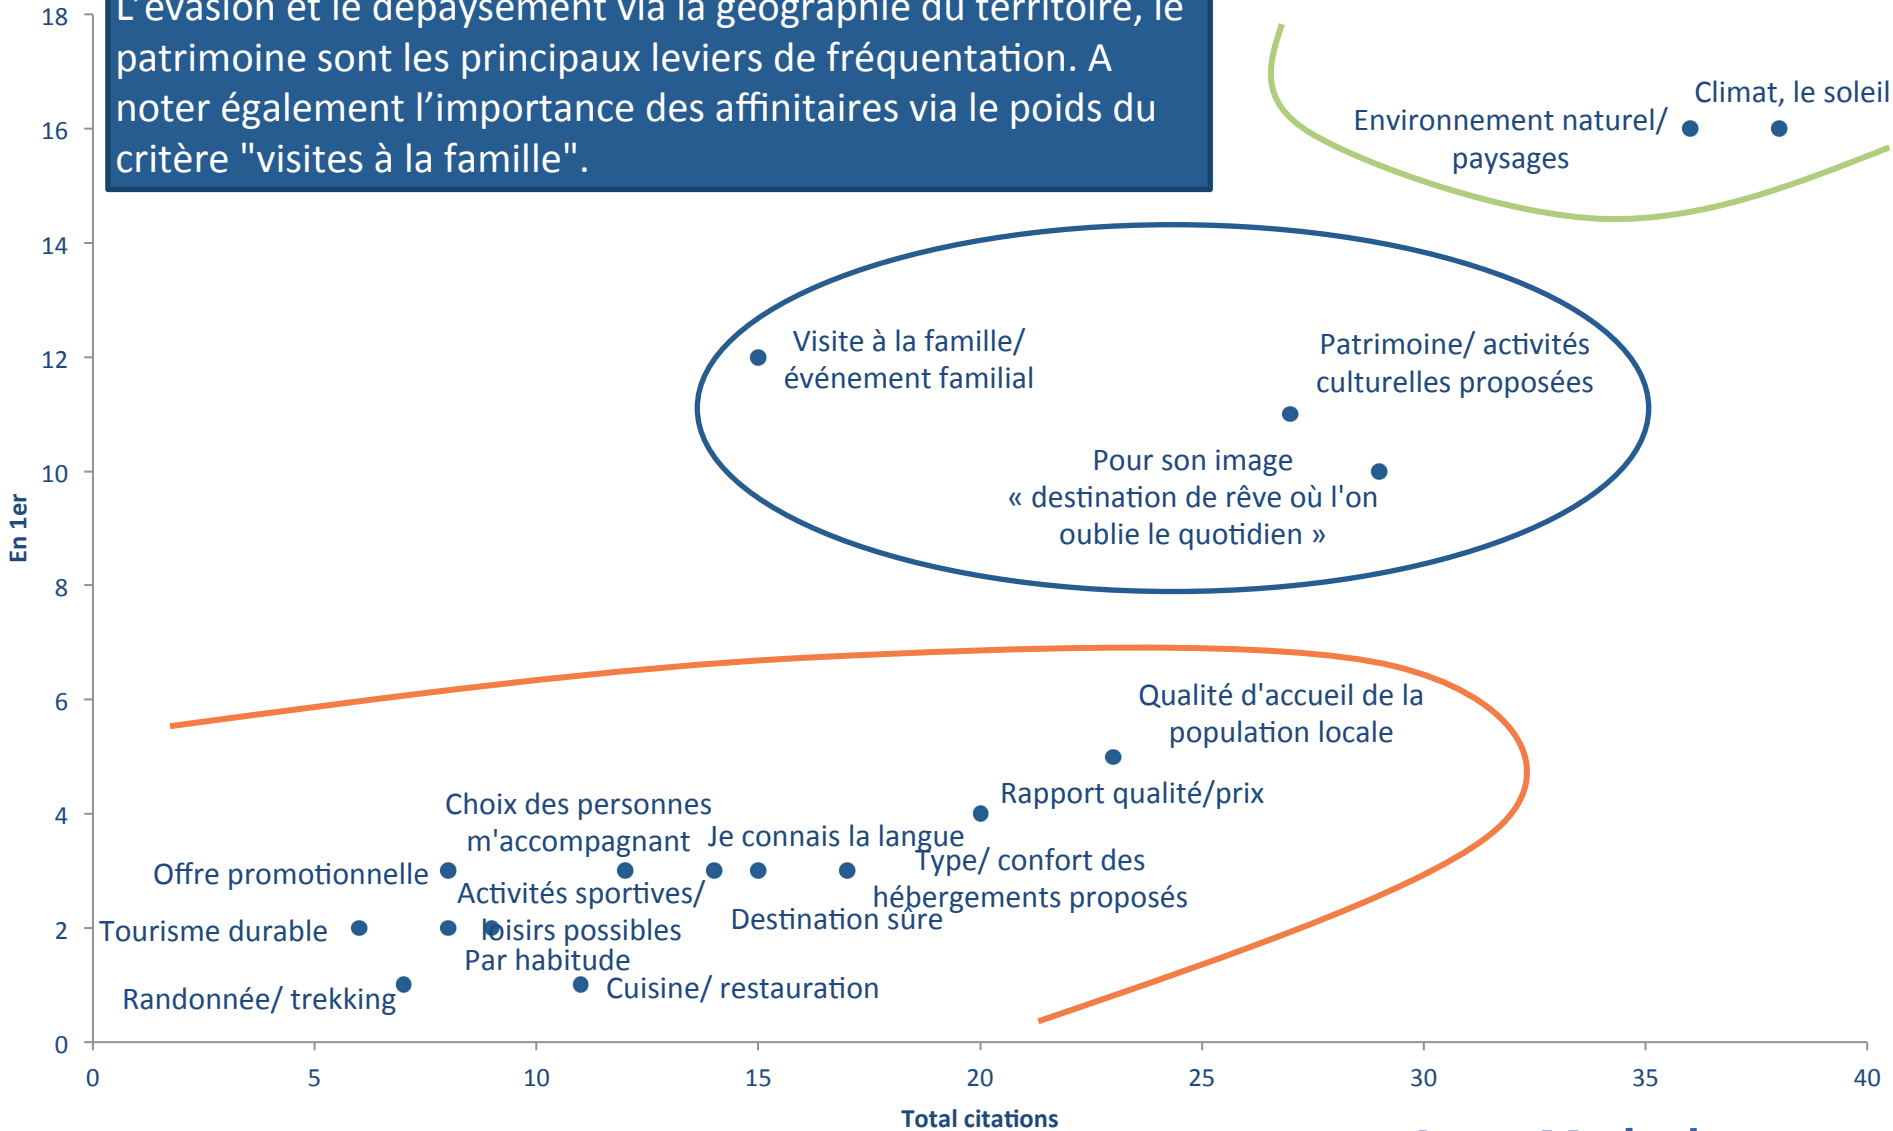 L'évasion et le dépaysement via la géographie du territoire, le
patrimoine sont les principaux leviers de fréquentation. A
noter également l'importance des affinitaires via le poids du
critère "visites à la famille".
Climat, le soleil
Environnement naturel/
paysages
Visite à la famille/
événement familial
Patrimoine/ activités
culturelles proposées
Pour son image
« destination de rêve où l'on
oublie le quotidien »
Qualité d'accueil de la
population locale
Rapport qualité/prix
Choix des personnes
m'accompagnant
Je connais la langue
Type/ confort des
hébergements proposés
Offre promotionnelle
Activités sportives/
loisirs possibles
Destination sûre
Tourisme durable
Par habitude
Cuisine/ restauration
Randonnée/ trekking
18
16
14
12
10
8
6
4
2
0
En 1er
0 5 10 15 20 25 30 35 40
Total citations